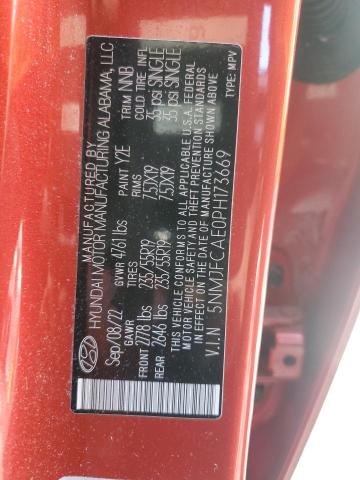 MANUFACTURED BY
HYUNDAI MOTOR MANUFACTURING ALABAMA, LLC
Sep/08/22 GVWR 4761 lbs PAINT Y2E TRIM NNB
GAWR TIRES RIMS COLD TIRE INFL
FRONT 2778 lbs 235/55R19 7.5JX19 35 psi SINGLE
REAR 2646 lbs 235/55R19 7.5JX19 35 psi SINGLE
THIS VEHICLE CONFORMS TO ALL APPLICABLE U.S.A. FEDERAL
MOTOR VEHICLE SAFETY AND THEFT PREVENTION STANDARDS
IN EFFECT ON THE DATE OF MANUFACTURE SHOWN ABOVE.
V.I.N 5NMJFCAE0PH173669 TYPE: MPV